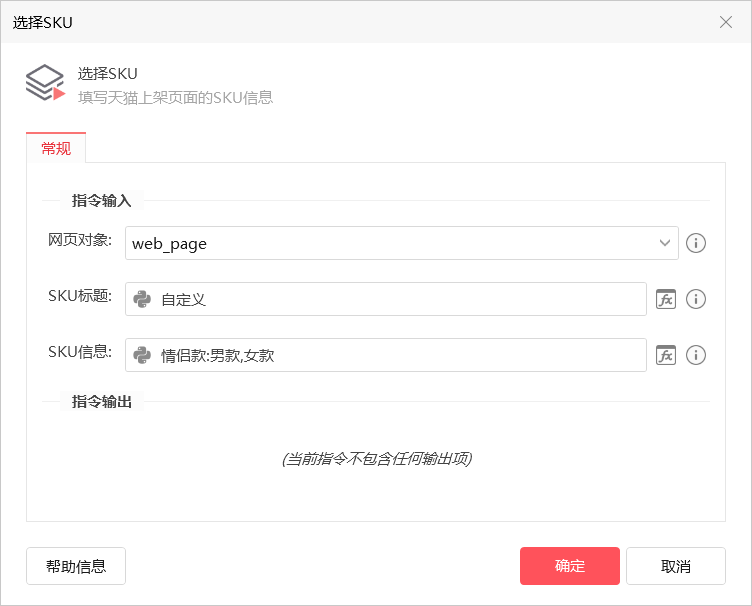 选择SKU
选择SKU
填写天猫上架页面的SKU信息
常规
指令输入
网页对象: web_page
SKU标题: 自定义 fx
SKU信息: 情侣款:男款,女款 fx
指令输出
(当前指令不包含任何输出项)
帮助信息 确定 取消